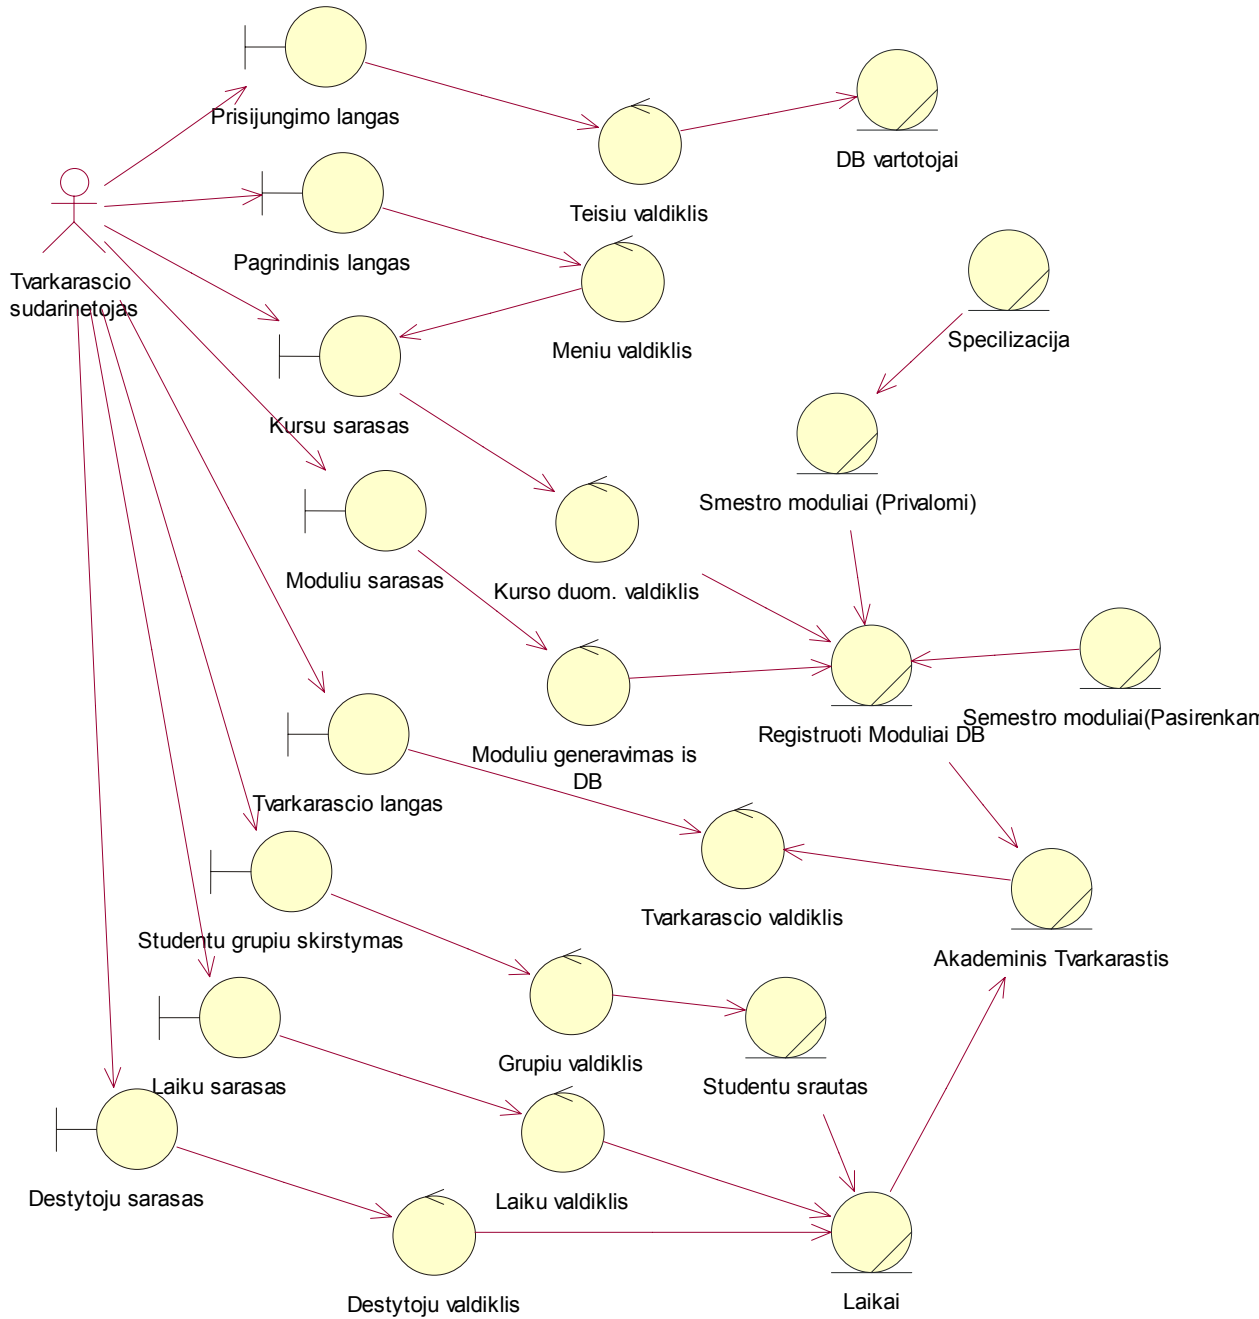 Prisijungimo langas
DB vartotojai
Teisiu valdiklis
Pagrindinis langas
Tvarkarascio
sudarinetojas
Specilizacija
Meniu valdiklis
Kursu sarasas
Smestro moduliai (Privalomi)
Moduliu sarasas
Kurso duom. valdiklis
Semestro moduliai(Pasirenkam
Registruoti Moduliai DB
Moduliu generavimas is
DB
Tvarkarascio langas
Tvarkarascio valdiklis
Studentu grupiu skirstymas
Akademinis Tvarkarastis
Grupiu valdiklis
Laiku sarasas
Studentu srautas
Destytoju sarasas
Laiku valdiklis
Destytoju valdiklis
Laikai